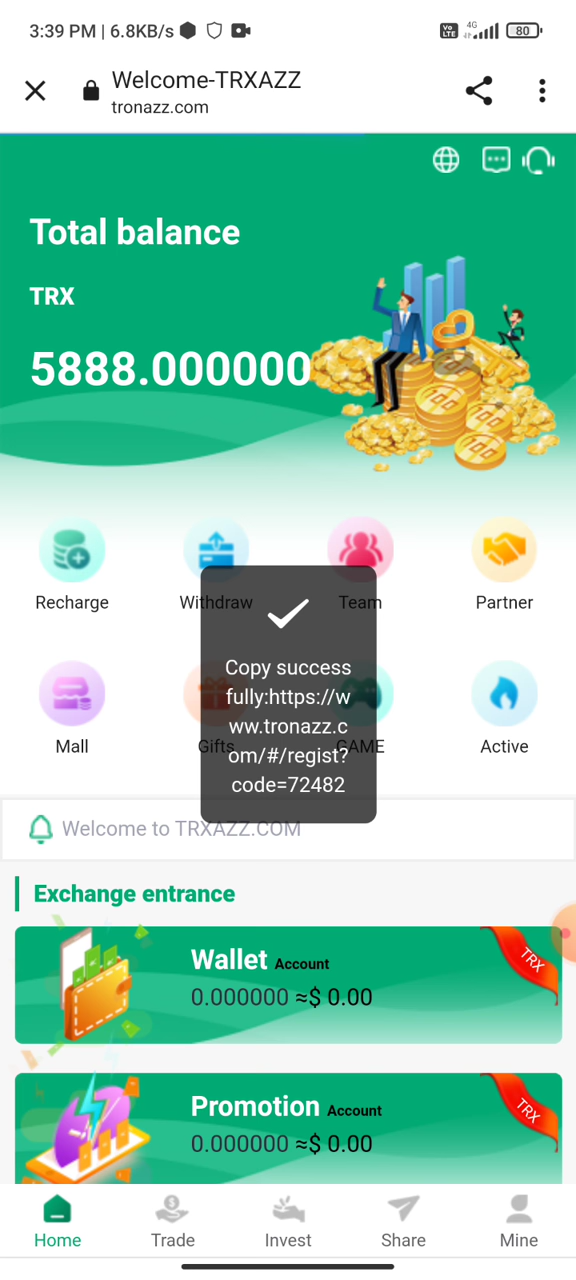 3:39 PM | 6.8KB/s
Vo LTE 4G 80
Welcome-TRXAZZ
tronazz.com
Total balance
TRX
5888.000000
Recharge Withdraw Team Partner
Copy success
fully:https://w
ww.tronazz.c
om/#/regist?
code=72482
Mall Gifts GAME Active
Welcome to TRXAZZ.COM
Exchange entrance
Wallet Account
0.000000 ≈$ 0.00
TRX
Promotion Account
0.000000 ≈$ 0.00
TRX
Home Trade Invest Share Mine